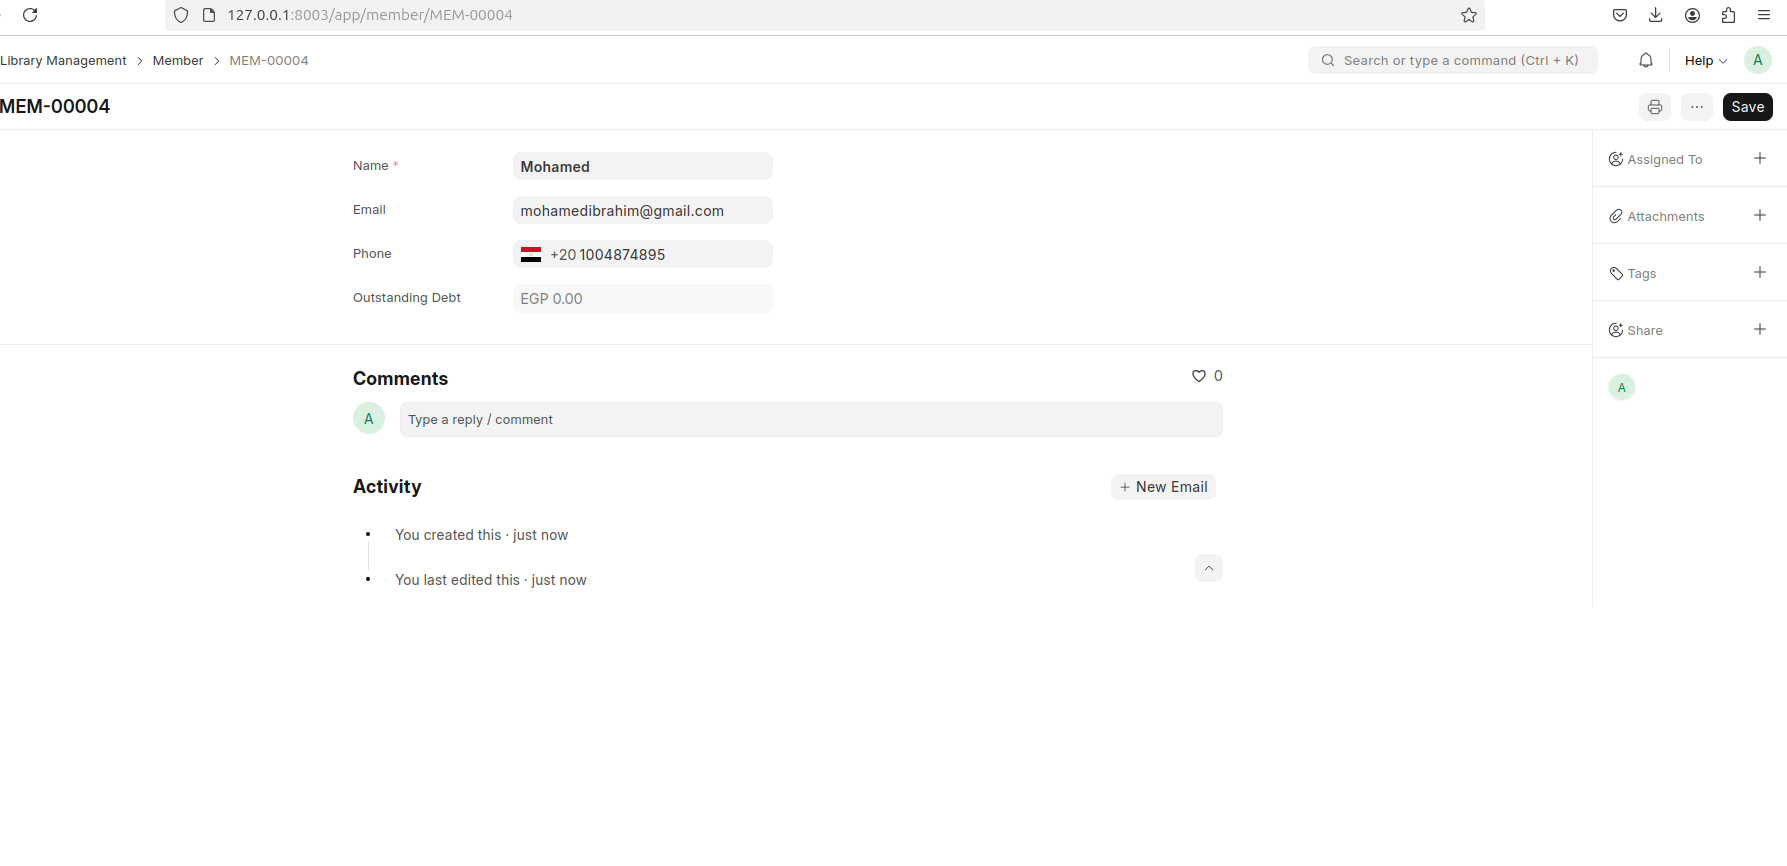 127.0.0.1:8003/app/member/MEM-00004
Library Management > Member > MEM-00004
Search or type a command (Ctrl + K)
Help
A
MEM-00004
Save
Name *
Mohamed
Email
mohamedibrahim@gmail.com
Phone
+20 1004874895
Outstanding Debt
EGP 0.00
Assigned To
Attachments
Tags
Share
A
Comments
0
A
Type a reply / comment
Activity
+ New Email
You created this · just now
You last edited this · just now